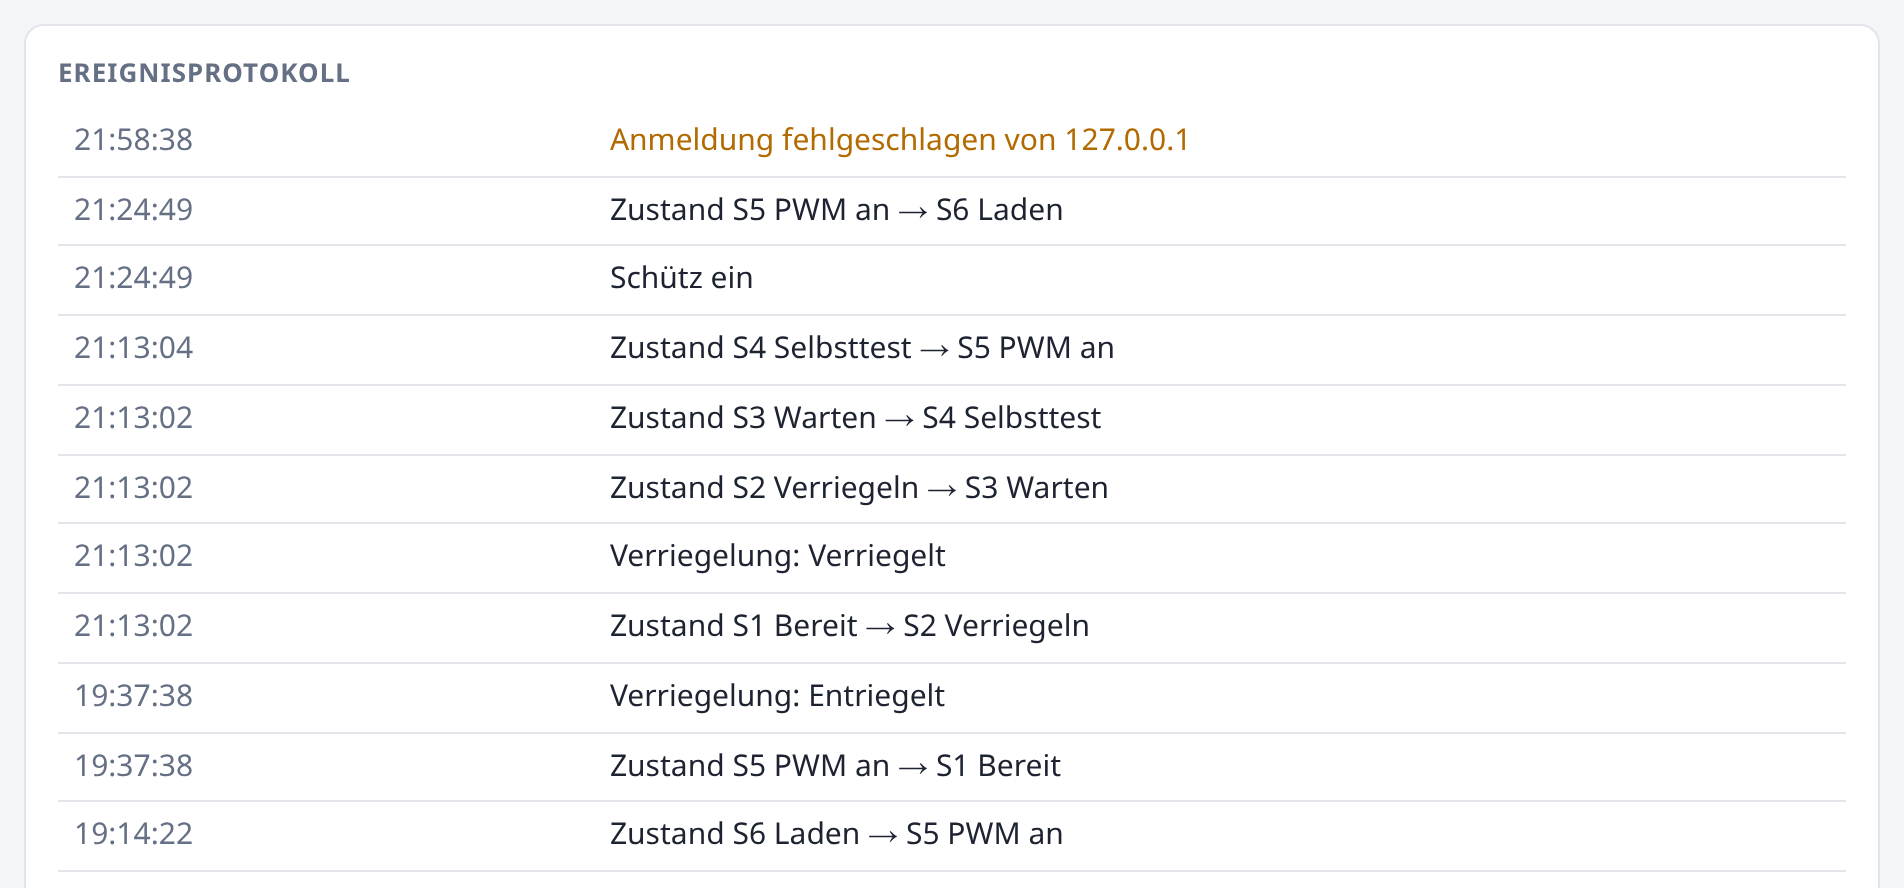 EREIGNISPROTOKOLL
21:58:38 Anmeldung fehlgeschlagen von 127.0.0.1
21:24:49 Zustand S5 PWM an → S6 Laden
21:24:49 Schütz ein
21:13:04 Zustand S4 Selbsttest → S5 PWM an
21:13:02 Zustand S3 Warten → S4 Selbsttest
21:13:02 Zustand S2 Verriegeln → S3 Warten
21:13:02 Verriegelung: Verriegelt
21:13:02 Zustand S1 Bereit → S2 Verriegeln
19:37:38 Verriegelung: Entriegelt
19:37:38 Zustand S5 PWM an → S1 Bereit
19:14:22 Zustand S6 Laden → S5 PWM an